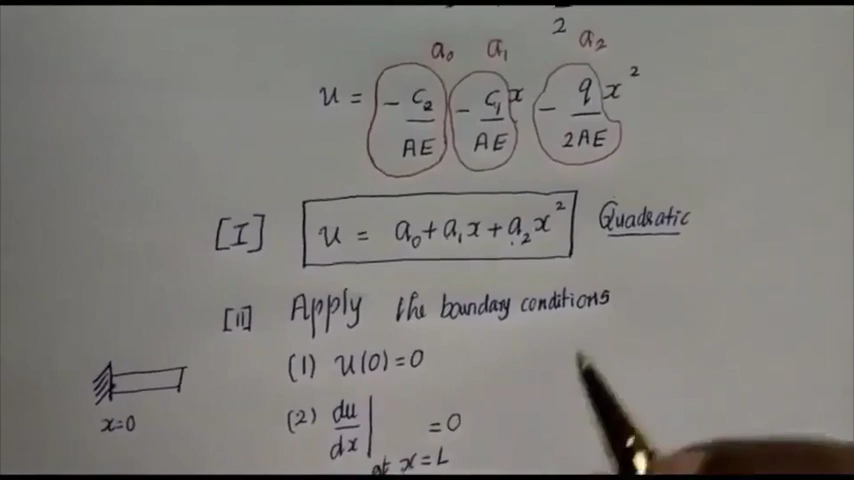 2
a₀ a₁ a₂
u = - C₂/AE - C₁/AE x - q/2AE x²
[I] u = a₀+a₁x+a₂x² Quadratic
[II] Apply the boundary conditions
(1) u(0)=0
x=0
(2) du/dx | at x=L =0